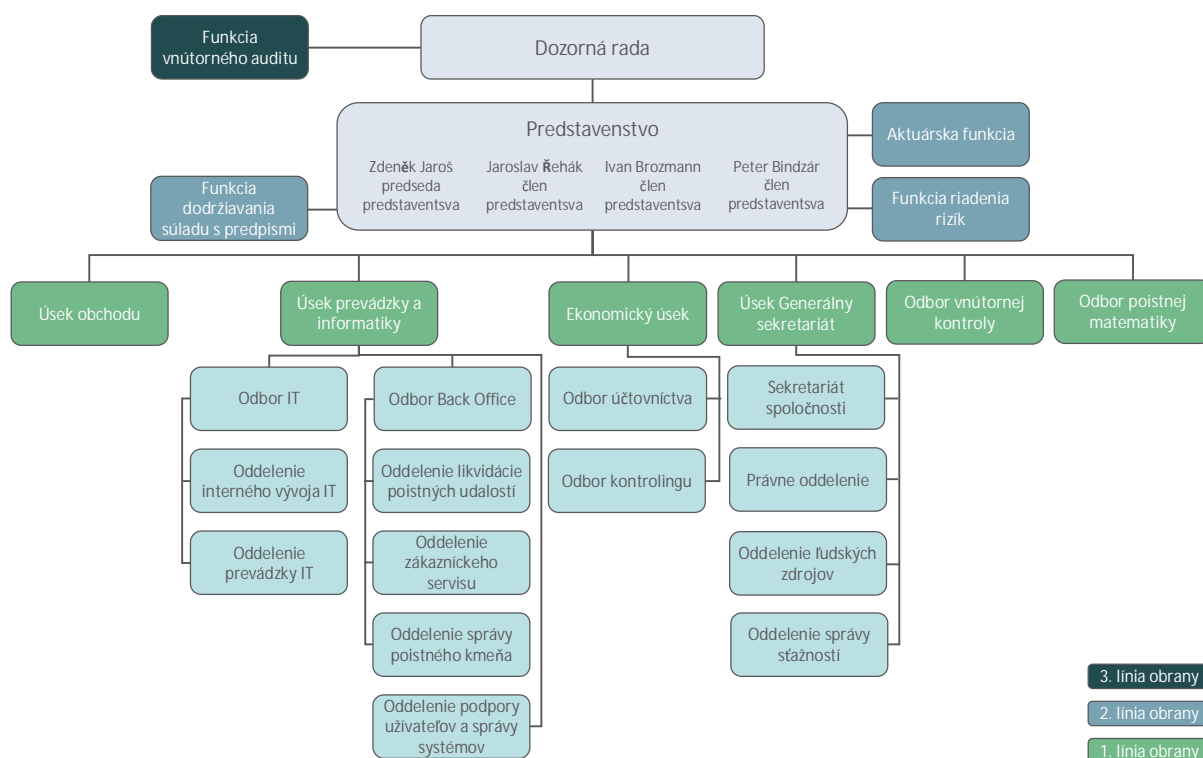 Funkcia
vnútorného auditu
Dozorná rada
Predstavenstvo
Zdeněk Jaroš
predseda
predstaventsva
Jaroslav Řehák
člen
predstaventsva
Ivan Brozmann
člen
predstaventsva
Peter Bindzár
člen
predstaventsva
Aktuárska funkcia
Funkcia
dodržiavania
súladu s predpismi
Funkcia riadenia
rizík
Úsek obchodu
Úsek prevádzky a
informatiky
Ekonomický úsek
Úsek Generálny
sekretariát
Odbor vnútornej
kontroly
Odbor poistnej
matematiky
Odbor IT
Oddelenie
interného vývoja IT
Oddelenie
prevádzky IT
Odbor Back Office
Oddelenie likvidácie
poistných udalostí
Oddelenie
zákazníckeho
servisu
Oddelenie správy
poistného kmeňa
Oddelenie podpory
užívateľov a správy
systémov
Odbor účtovníctva
Odbor kontrolingu
Sekretariát
spoločnosti
Právne oddelenie
Oddelenie ľudských
zdrojov
Oddelenie správy
sťažností
3. línia obrany
2. línia obrany
1. línia obrany